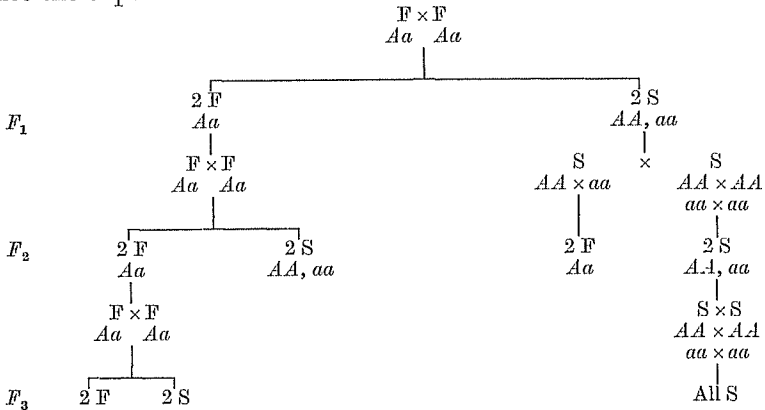 F × F
Aa Aa
2 F 2 S
F₁ Aa AA, aa
F × F S × S
Aa Aa AA × aa AA × AA
aa × aa
F₂ 2 F 2 S 2 F 2 S
Aa AA, aa Aa AA, aa
F × F S × S
Aa Aa AA × AA
aa × aa
F₃ 2 F 2 S All S